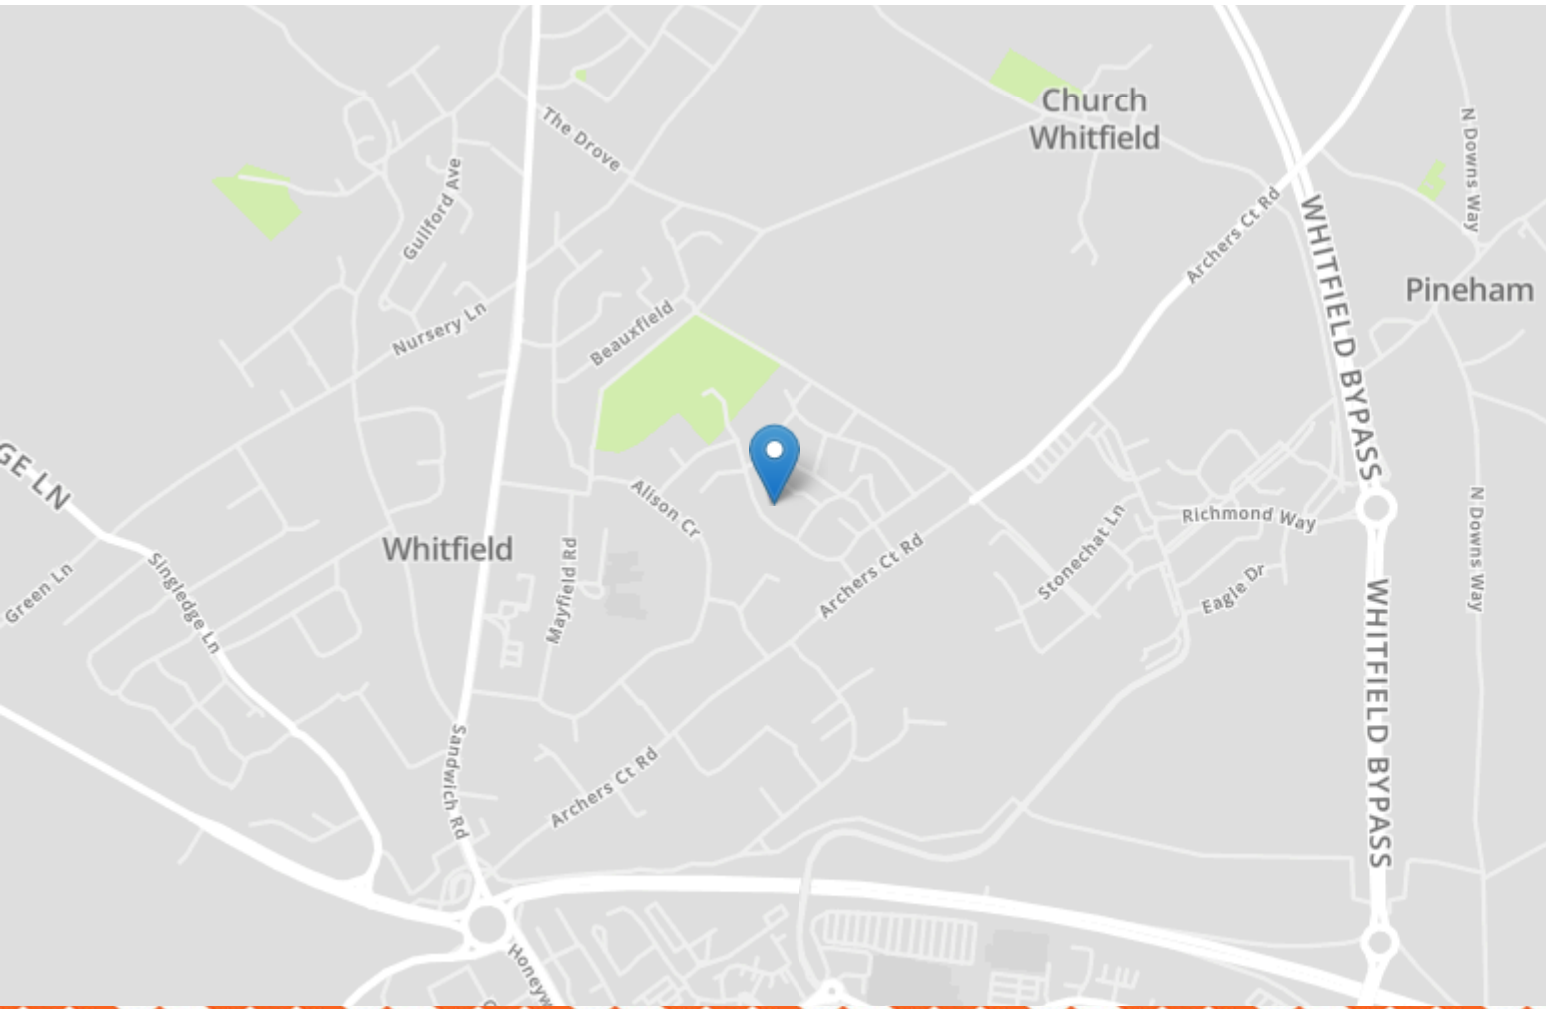 Church
Whitfield
The Drove
N Downs Way
Guilford Ave
Archers Ct Rd
WHITFIELD BYPASS
Pineham
Nursery Ln
Beauxfield
GE LN
Alison Cr
Richmond Way
Whitfield
Stonechat Ln
N Downs Way
Green Ln
Singledge Ln
Mayfield Rd
Archers Ct Rd
Eagle Dr
WHITFIELD BYPASS
Sandwich Rd
Archers Ct Rd
Honeyw